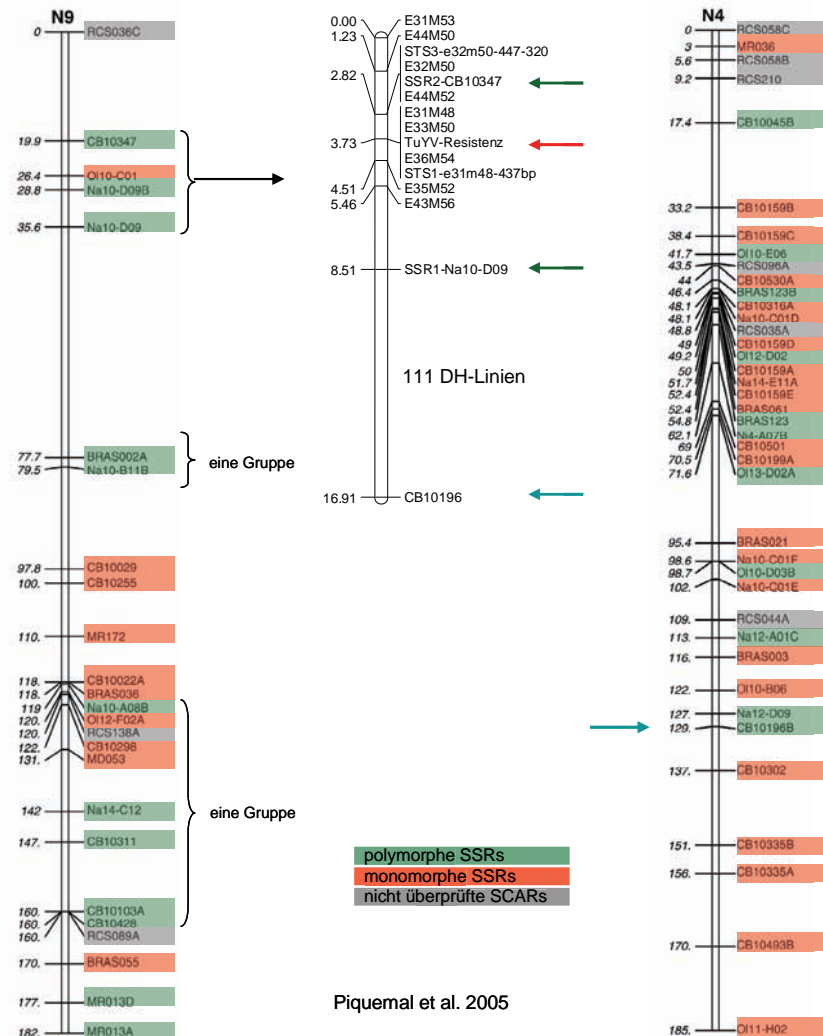 N9
0 RCS036C
19.9 CB10347
26.4 Ol10-C01
28.8 Na10-D09B
35.6 Na10-D09
77.7 BRAS002A
79.5 Na10-B11B
eine Gruppe
97.8 CB10029
100. CB10255
110. MR172
118. CB10022A
118. BRAS036
119 Na10-A08B
120. Ol12-F02A
120. RCS138A
122. CB10298
131. MD053
142 Na14-C12
eine Gruppe
147. CB10311
160. CB10103A
160. CB10428
160. RCS089A
170. BRAS055
177. MR013D
182. MR013A
0.00 E31M53
1.23 E44M50
STS3-e32m50-447-320
E32M50
2.82 SSR2-CB10347
E44M52
E31M48
E33M50
3.73 TuYV-Resistenz
E36M54
STS1-e31m48-437bp
4.51 E35M52
5.46 E43M56
8.51 SSR1-Na10-D09
111 DH-Linien
16.91 CB10196
polymorphe SSRs
monomorphe SSRs
nicht überprüfte SCARs
Piquemal et al. 2005
N4
0 RCS058C
3 MR036
5.6 RCS058B
9.2 RCS210
17.4 CB10045B
33.2 CB10159B
38.4 CB10159C
41.7 Ol10-E06
43.5 RCS096A
44 CB10530A
46.4 BRAS123B
48.1 CB10316A
48.1 Na10-C01D
48.8 RCS035A
49 CB10159D
49.2 Ol12-D02
50 CB10159A
51.7 Na14-E11A
52.4 CB10159E
52.4 BRAS061
54.8 BRAS123
62.1 Ni4-A07B
69 CB10501
70.5 CB10199A
71.6 Ol13-D02A
95.4 BRAS021
98.6 Na10-C01F
98.7 Ol10-D03B
102. Na10-C01E
109. RCS044A
113. Na12-A01C
116. BRAS003
122. Ol10-B06
127. Na12-D09
129. CB10196B
137. CB10302
151. CB10335B
156. CB10335A
170. CB10493B
185. Ol11-H02